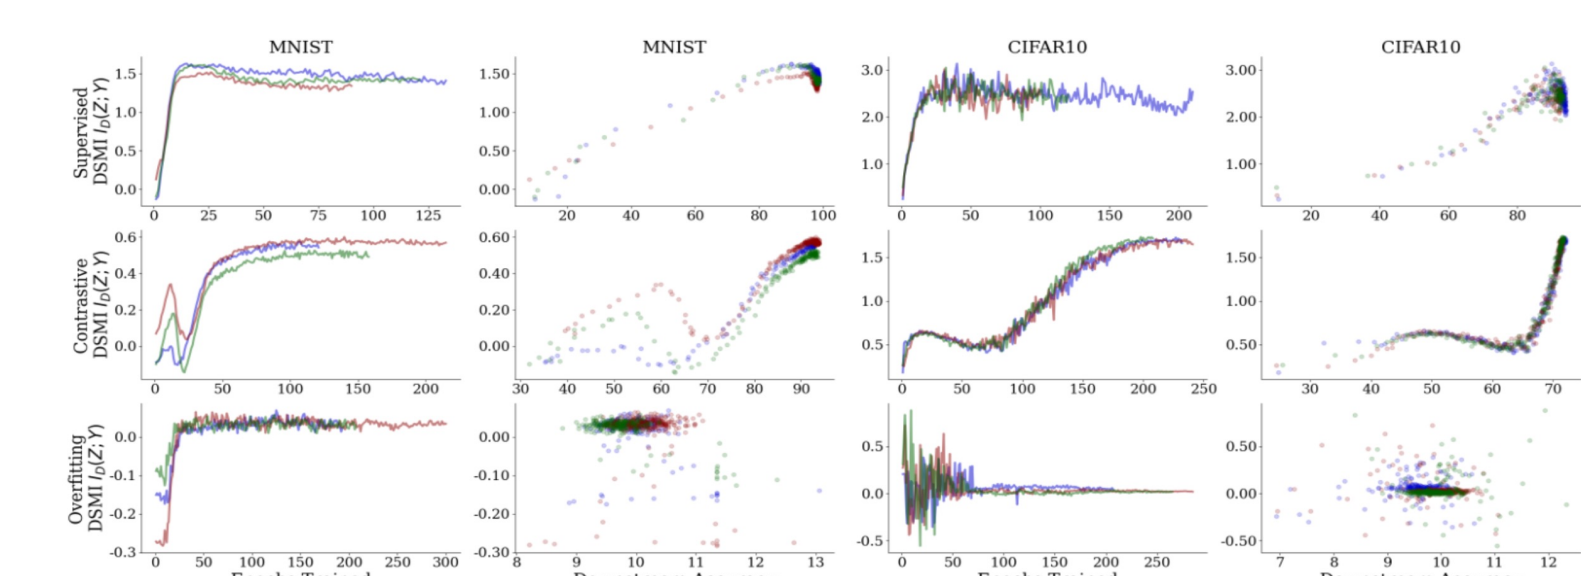 MNIST MNIST CIFAR10 CIFAR10
Supervised
DSMI I_D(Z; Y)
1.5
1.0
0.5
0.0
0 25 50 75 100 125
1.50
1.00
0.50
0.00
20 40 60 80 100
3.0
2.0
1.0
0 50 100 150 200
3.00
2.00
1.00
20 40 60 80
Contrastive
DSMI I_D(Z; Y)
0.6
0.4
0.2
0.0
0 50 100 150 200
0.60
0.40
0.20
0.00
30 40 50 60 70 80 90
1.5
1.0
0.5
0 50 100 150 200 250
1.50
1.00
0.50
30 40 50 60 70
Overfitting
DSMI I_D(Z; Y)
0.0
-0.1
-0.2
-0.3
0 50 100 150 200 250 300
0.00
-0.10
-0.20
-0.30
8 9 10 11 12 13
0.5
0.0
-0.5
0 50 100 150 200 250
0.50
0.00
-0.50
7 8 9 10 11 12
Epochs Trained Downstream Accuracy Epochs Trained Downstream Accuracy